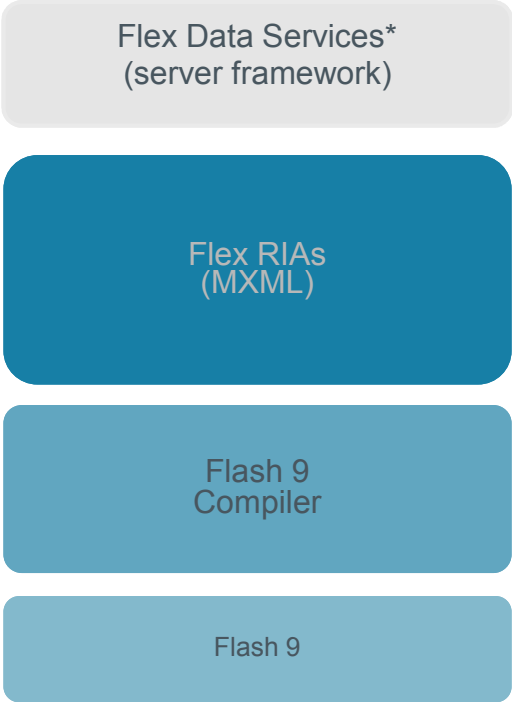 Flex Data Services*
(server framework)
Flex RIAs
(MXML)
Flash 9
Compiler
Flash 9